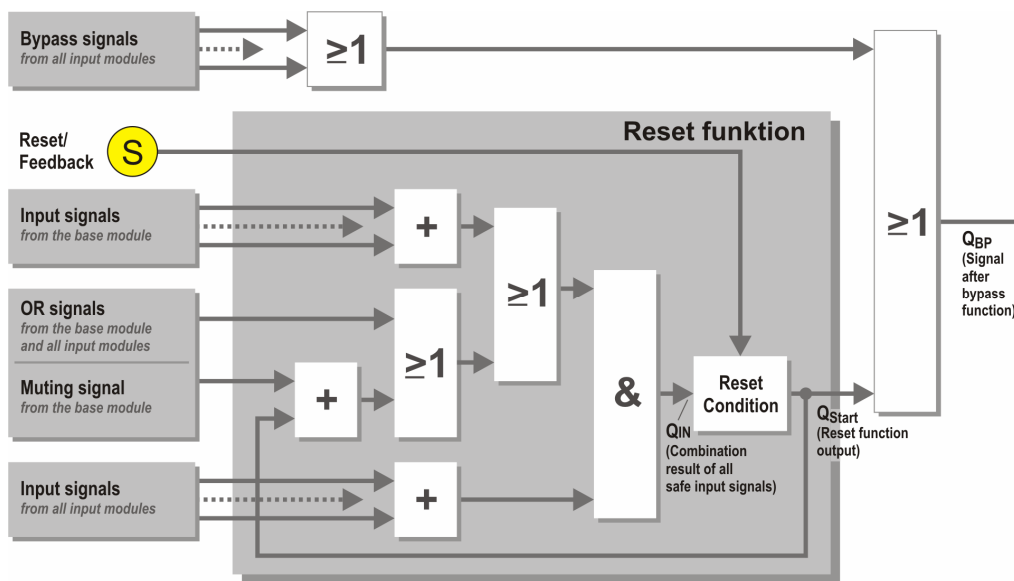 Bypass signals
from all input modules
≥1
Reset funktion
Reset/
Feedback
S
Input signals
from the base module
+
≥1
≥1
QBP
(Signal
after
bypass
function)
OR signals
from the base module
and all input modules
≥1
Muting signal
from the base module
+
&
Reset
Condition
QIN
(Combination
result of all
safe input signals)
QStart
(Reset function
output)
Input signals
from all input modules
+